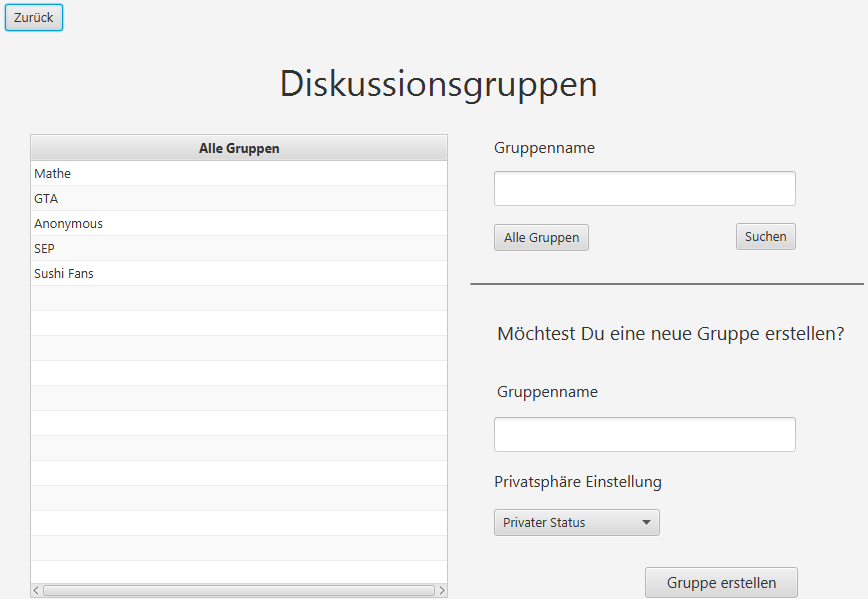 Zurück
Diskussionsgruppen
Alle Gruppen
Mathe
GTA
Anonymous
SEP
Sushi Fans
Gruppenname
Alle Gruppen
Suchen
Möchtest Du eine neue Gruppe erstellen?
Gruppenname
Privatsphäre Einstellung
Privater Status
Gruppe erstellen